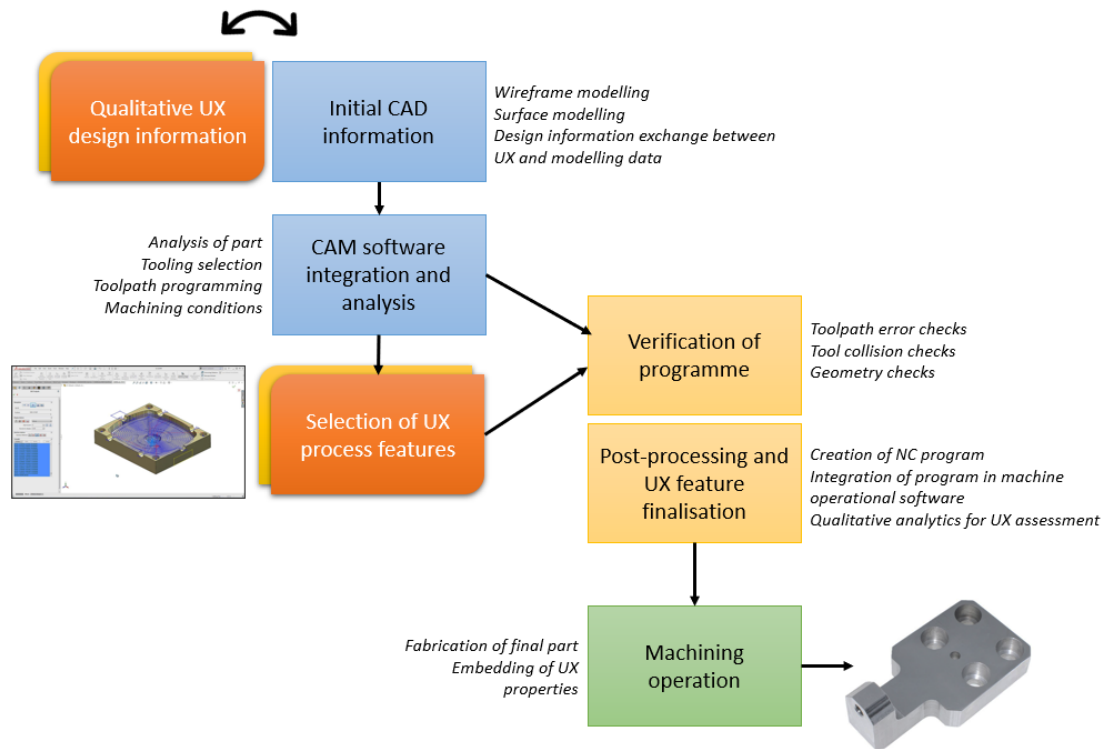 Qualitative UX
design information
Initial CAD
information
Wireframe modelling
Surface modelling
Design information exchange between
UX and modelling data
Analysis of part
Tooling selection
Toolpath programming
Machining conditions
CAM software
integration and
analysis
Verification of
programme
Toolpath error checks
Tool collision checks
Geometry checks
Selection of UX
process features
Post-processing and
UX feature
finalisation
Creation of NC program
Integration of program in machine
operational software
Qualitative analytics for UX assessment
Fabrication of final part
Embedding of UX
properties
Machining
operation